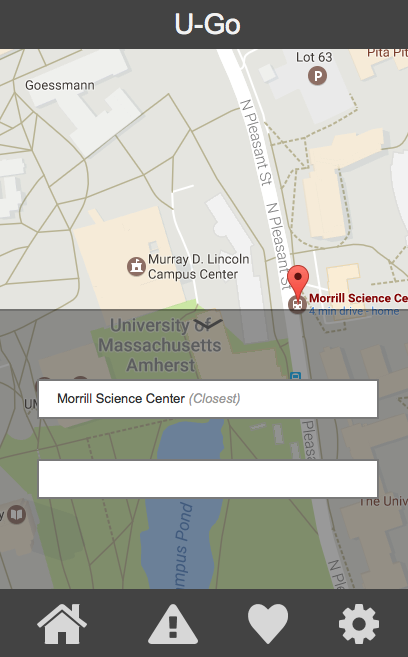 U-Go
Pita Pit
Lot 63
P
Goessmann
N Pleasant St
N Pleasant St
Murray D. Lincoln
Campus Center
Morrill Science Ce
4 min drive - home
University of
Massachusetts
Amherst
UM
Morrill Science Center (Closest)
Pleasa
The Univ
y
mpus Pond
N